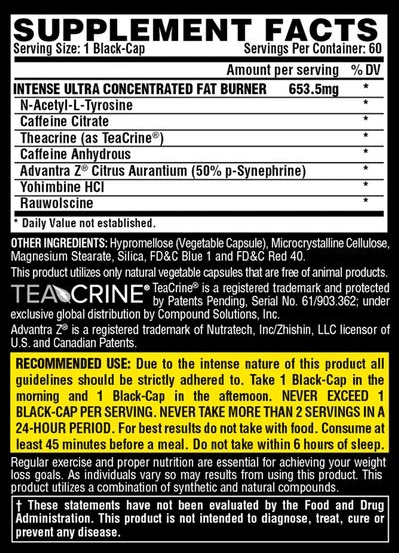 SUPPLEMENT FACTS
Serving Size: 1 Black-Cap Servings Per Container: 60
Amount per serving % DV
INTENSE ULTRA CONCENTRATED FAT BURNER 653.5mg *
N-Acetyl-L-Tyrosine *
Caffeine Citrate *
Theacrine (as TeaCrine®) *
Caffeine Anhydrous *
Advantra Z® Citrus Aurantium (50% p-Synephrine) *
Yohimbine HCl *
Rauwolscine *
* Daily Value not established.
OTHER INGREDIENTS: Hypromellose (Vegetable Capsule), Microcrystalline Cellulose,
Magnesium Stearate, Silica, FD&C Blue 1 and FD&C Red 40.
This product utilizes only natural vegetable capsules that are free of animal products.
TEACRINE® TeaCrine® is a registered trademark and protected
by Patents Pending, Serial No. 61/903.362; under
exclusive global distribution by Compound Solutions, Inc.
Advantra Z® is a registered trademark of Nutratech, Inc/Zhishin, LLC licensor of
U.S. and Canadian Patents.
RECOMMENDED USE: Due to the intense nature of this product all
guidelines should be strictly adhered to. Take 1 Black-Cap in the
morning and 1 Black-Cap in the afternoon. NEVER EXCEED 1
BLACK-CAP PER SERVING. NEVER TAKE MORE THAN 2 SERVINGS IN A
24-HOUR PERIOD. For best results do not take with food. Consume at
least 45 minutes before a meal. Do not take within 6 hours of sleep.
Regular exercise and proper nutrition are essential for achieving your weight
loss goals. As individuals vary so may results from using this product. This
product utilizes a combination of synthetic and natural compounds.
† These statements have not been evaluated by the Food and Drug
Administration. This product is not intended to diagnose, treat, cure or
prevent any disease.